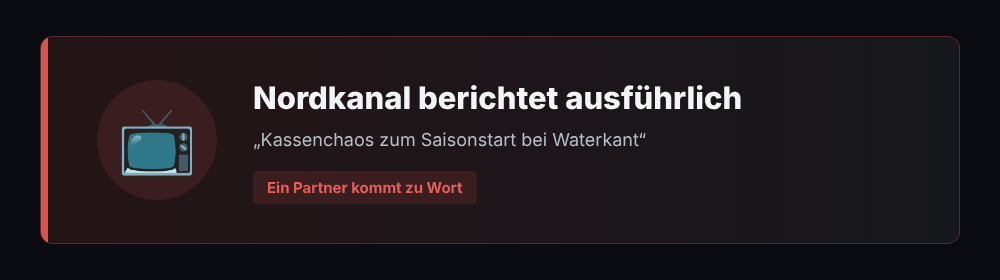 Nordkanal berichtet ausführlich
„Kassenchaos zum Saisonstart bei Waterkant“
Ein Partner kommt zu Wort